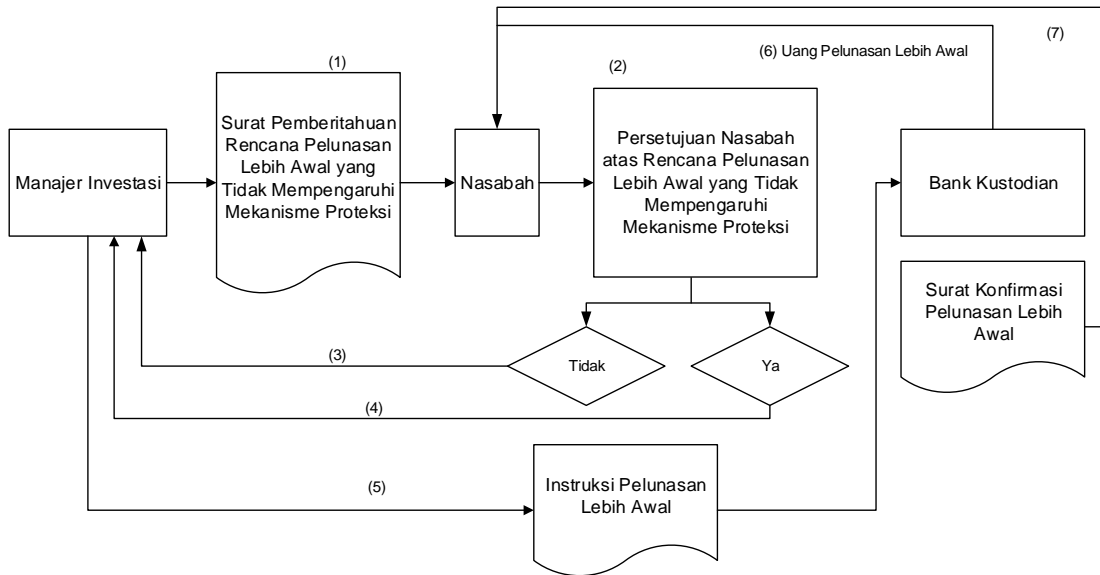 (7)
(6) Uang Pelunasan Lebih Awal
(1)
(2)
Manajer Investasi
Surat Pemberitahuan
Rencana Pelunasan
Lebih Awal yang
Tidak Mempengaruhi
Mekanisme Proteksi
Nasabah
Persetujuan Nasabah
atas Rencana Pelunasan
Lebih Awal yang Tidak
Mempengaruhi
Mekanisme Proteksi
Bank Kustodian
Surat Konfirmasi
Pelunasan Lebih
Awal
(3)
Tidak
Ya
(4)
(5)
Instruksi Pelunasan
Lebih Awal